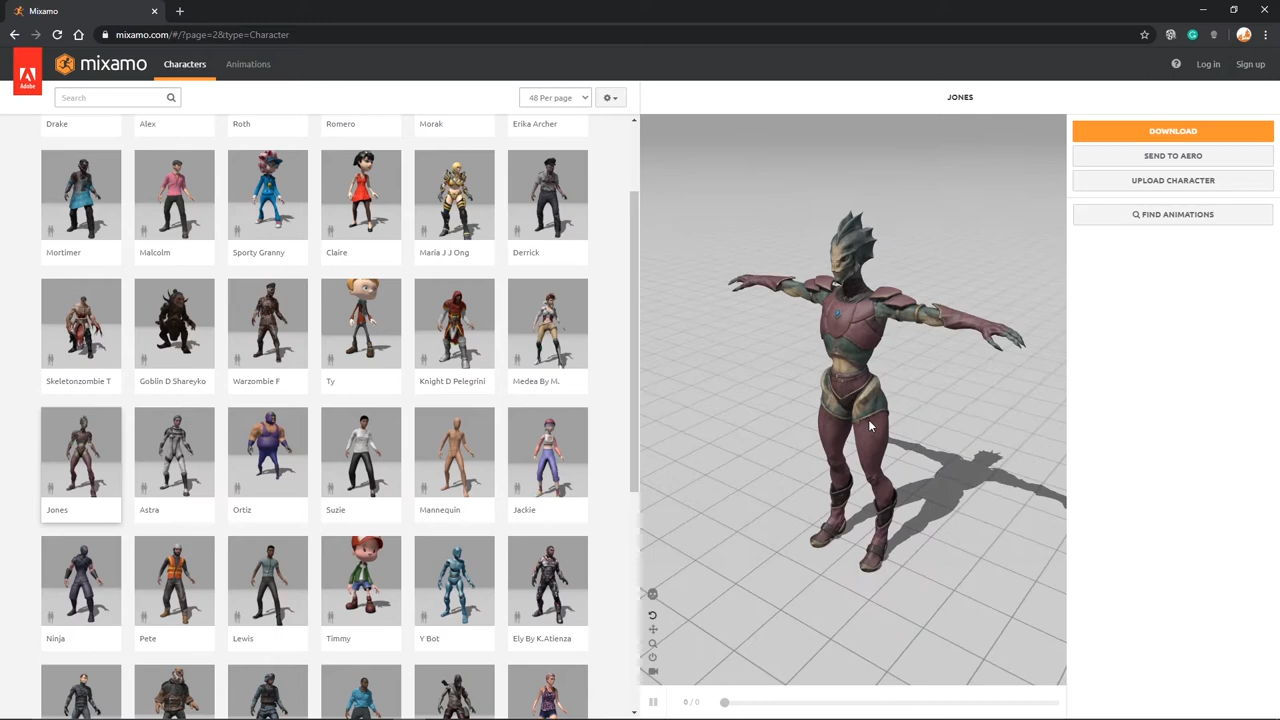 Mixamo
mixamo.com/#/?page=2&type=Character
Adobe
mixamo
Characters
Animations
Log in
Sign up
Search
48 Per page
JONES
Drake
Alex
Roth
Romero
Morak
Erika Archer
DOWNLOAD
SEND TO AERO
UPLOAD CHARACTER
FIND ANIMATIONS
Mortimer
Malcolm
Sporty Granny
Claire
Maria J J Ong
Derrick
Skeletonzombie T
Goblin D Shareyko
Warzombie F
Ty
Knight D Pelegrini
Medea By M.
Jones
Astra
Ortiz
Suzie
Mannequin
Jackie
Ninja
Pete
Lewis
Timmy
Y Bot
Ely By K.Atienza
0 / 0